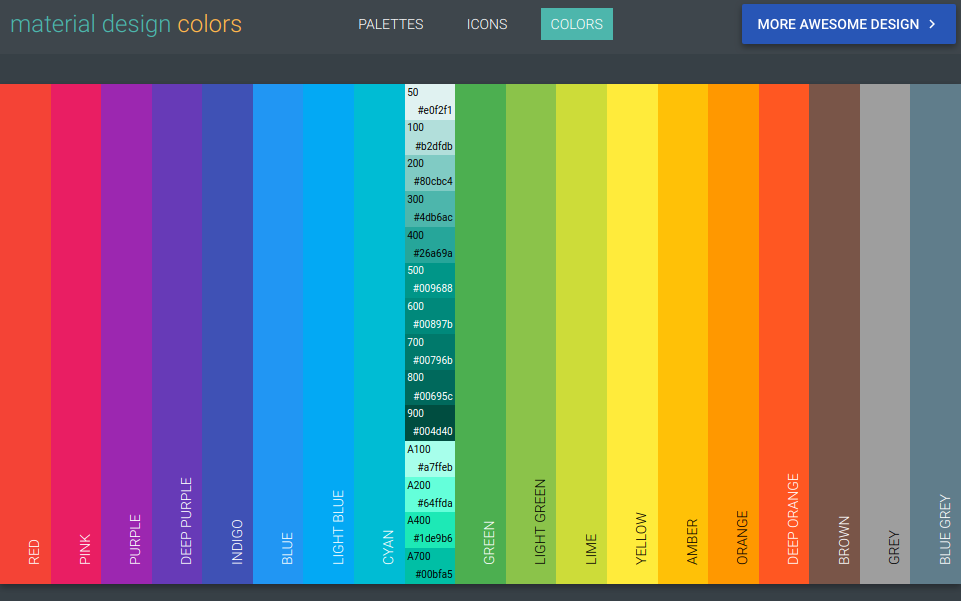 material design colors
PALETTES
ICONS
COLORS
MORE AWESOME DESIGN
RED
PINK
PURPLE
DEEP PURPLE
INDIGO
BLUE
LIGHT BLUE
CYAN
50
#e0f2f1
100
#b2dfdb
200
#80cbc4
300
#4db6ac
400
#26a69a
500
#009688
600
#00897b
700
#00796b
800
#00695c
900
#004d40
A100
#a7ffeb
A200
#64ffda
A400
#1de9b6
A700
#00bfa5
GREEN
LIGHT GREEN
LIME
YELLOW
AMBER
ORANGE
DEEP ORANGE
BROWN
GREY
BLUE GREY